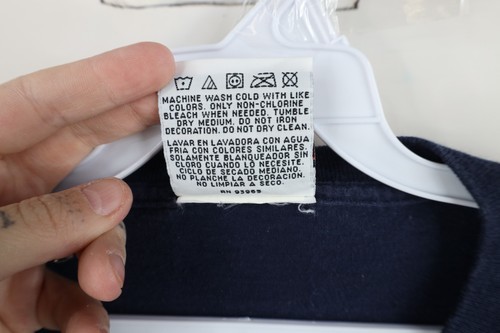 MACHINE WASH COLD WITH LIKE
COLORS. ONLY NON-CHLORINE
BLEACH WHEN NEEDED. TUMBLE
DRY MEDIUM. DO NOT IRON
DECORATION. DO NOT DRY CLEAN.
LAVAR EN LAVADORA CON AGUA
FRIA CON COLORES SIMILARES.
SOLAMENTE BLANQUEADOR SIN
CLORO CUANDO LO NECESITE.
CICLO DE SECADO MEDIANO.
NO PLANCHE LA DECORACION.
NO LIMPIAR A SECO.
RN 93999